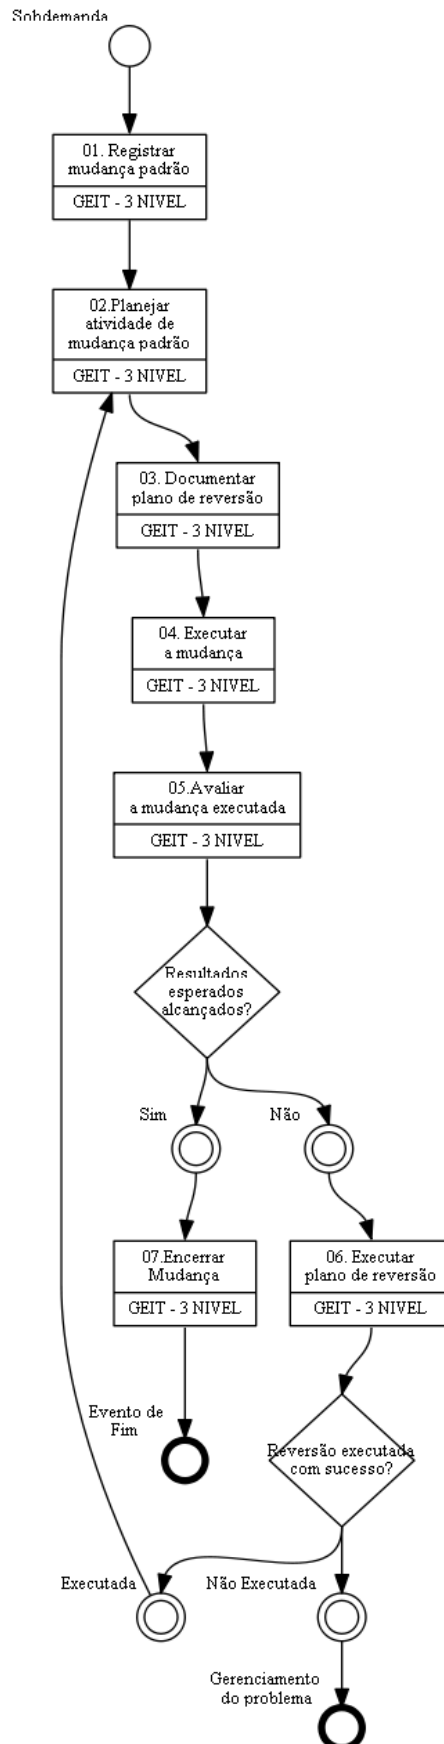 Sobdemanda
01. Registrar
mudança padrão
GEIT - 3 NIVEL
02.Planejar
atividade de
mudança padrão
GEIT - 3 NIVEL
03. Documentar
plano de reversão
GEIT - 3 NIVEL
04. Executar
a mudança
GEIT - 3 NIVEL
05.Avaliar
a mudança executada
GEIT - 3 NIVEL
Resultados
esperados
alcançados?
Sim
Não
07.Encerrar
Mudança
GEIT - 3 NIVEL
06. Executar
plano de reversão
GEIT - 3 NIVEL
Evento de
Fim
Reversão executada
com sucesso?
Executada
Não Executada
Gerenciamento
do problema